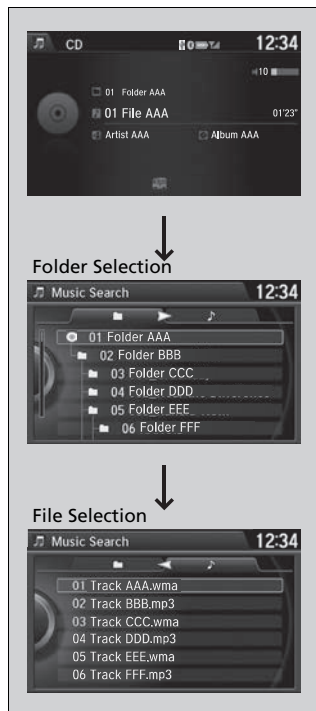 CD 12:34
10
01 Folder AAA
01 File AAA 01'23"
Artist AAA Album AAA
Folder Selection
Music Search 12:34
01 Folder AAA
02 Folder BBB
03 Folder CCC
04 Folder DDD
05 Folder EEE
06 Folder FFF
File Selection
Music Search 12:34
01 Track AAA.wma
02 Track BBB.mp3
03 Track CCC.wma
04 Track DDD.mp3
05 Track EEE.wma
06 Track FFF.mp3